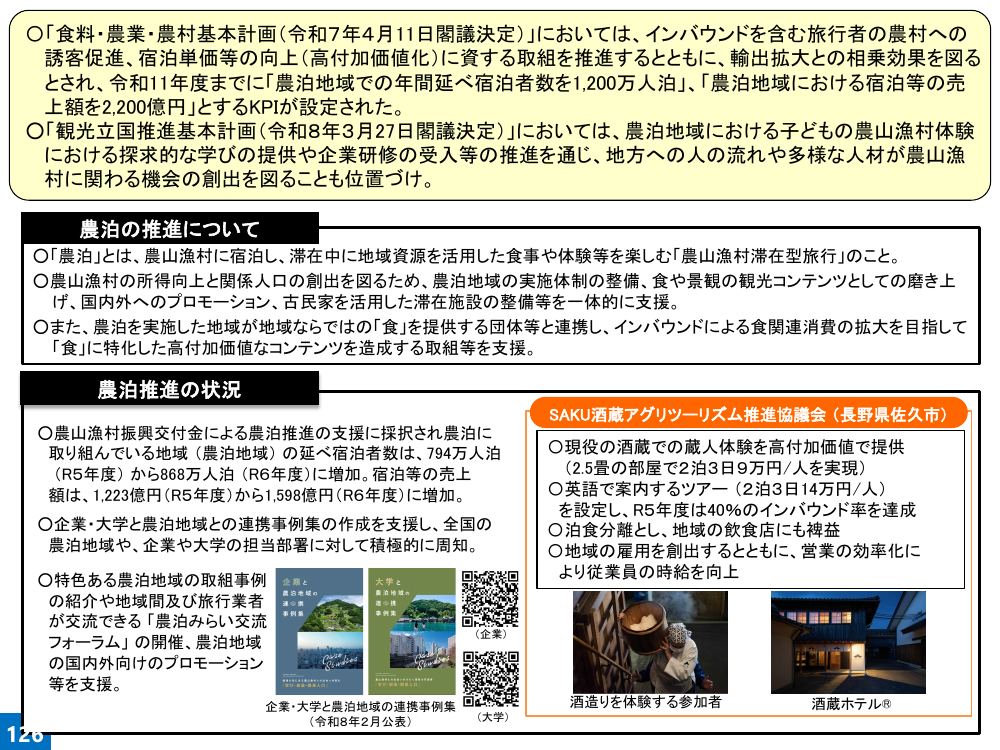 ○「食料・農業・農村基本計画（令和７年４月11日閣議決定）」においては、インバウンドを含む旅行者の農村への
誘客促進、宿泊単価等の向上（高付加価値化）に資する取組を推進するとともに、輸出拡大との相乗効果を図る
とされ、令和11年度までに「農泊地域での年間延べ宿泊者数を1,200万人泊」、「農泊地域における宿泊等の売
上額を2,200億円」とするKPIが設定された。
○「観光立国推進基本計画（令和８年３月27日閣議決定）」においては、農泊地域における子どもの農山漁村体験
における探求的な学びの提供や企業研修の受入等の推進を通じ、地方への人の流れや多様な人材が農山漁
村に関わる機会の創出を図ることも位置づけ。
農泊の推進について
○「農泊」とは、農山漁村に宿泊し、滞在中に地域資源を活用した食事や体験等を楽しむ「農山漁村滞在型旅行」のこと。
○農山漁村の所得向上と関係人口の創出を図るため、農泊地域の実施体制の整備、食や景観の観光コンテンツとしての磨き上
げ、国内外へのプロモーション、古民家を活用した滞在施設の整備等を一体的に支援。
○また、農泊を実施した地域が地域ならではの「食」を提供する団体等と連携し、インバウンドによる食関連消費の拡大を目指して
「食」に特化した高付加価値なコンテンツを造成する取組等を支援。
農泊推進の状況
○農山漁村振興交付金による農泊推進の支援に採択され農泊に
取り組んでいる地域（農泊地域）の延べ宿泊者数は、794万人泊
（R５年度）から868万人泊（R６年度）に増加。宿泊等の売上
額は、1,223億円（R５年度）から1,598億円（R６年度）に増加。
○企業・大学と農泊地域との連携事例集の作成を支援し、全国の
農泊地域や、企業や大学の担当部署に対して積極的に周知。
○特色ある農泊地域の取組事例
の紹介や地域間及び旅行業者
が交流できる「農泊みらい交流
フォーラム」の開催、農泊地域
の国内外向けのプロモーション
等を支援。
企業と
農泊地域の
連携
事例集
Case Studies
大学と
農泊地域の
連携
事例集
Case Studies
（企業）
（大学）
企業・大学と農泊地域の連携事例集
（令和８年２月公表）
SAKU酒蔵アグリツーリズム推進協議会（長野県佐久市）
○現役の酒蔵での蔵人体験を高付加価値で提供
（2.5畳の部屋で２泊３日９万円/人を実現）
○英語で案内するツアー（２泊３日14万円/人）
を設定し、R５年度は40％のインバウンド率を達成
○泊食分離とし、地域の飲食店にも裨益
○地域の雇用を創出するとともに、営業の効率化に
より従業員の時給を向上
酒造りを体験する参加者
酒蔵ホテル®
126